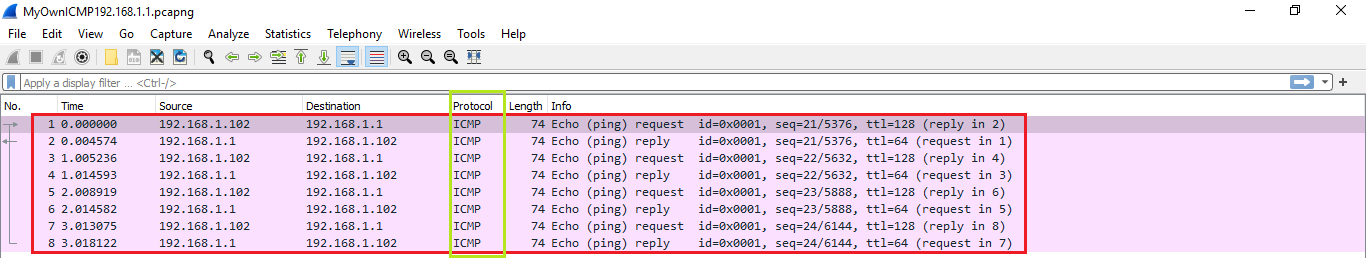 MyOwnICMP192.168.1.1.pcapng
File Edit View Go Capture Analyze Statistics Telephony Wireless Tools Help
Apply a display filter ... <Ctrl-/>
No. Time Source Destination Protocol Length Info
1 0.000000 192.168.1.102 192.168.1.1 ICMP 74 Echo (ping) request id=0x0001, seq=21/5376, ttl=128 (reply in 2)
2 0.004574 192.168.1.1 192.168.1.102 ICMP 74 Echo (ping) reply id=0x0001, seq=21/5376, ttl=64 (request in 1)
3 1.005236 192.168.1.102 192.168.1.1 ICMP 74 Echo (ping) request id=0x0001, seq=22/5632, ttl=128 (reply in 4)
4 1.014593 192.168.1.1 192.168.1.102 ICMP 74 Echo (ping) reply id=0x0001, seq=22/5632, ttl=64 (request in 3)
5 2.008919 192.168.1.102 192.168.1.1 ICMP 74 Echo (ping) request id=0x0001, seq=23/5888, ttl=128 (reply in 6)
6 2.014582 192.168.1.1 192.168.1.102 ICMP 74 Echo (ping) reply id=0x0001, seq=23/5888, ttl=64 (request in 5)
7 3.013075 192.168.1.102 192.168.1.1 ICMP 74 Echo (ping) request id=0x0001, seq=24/6144, ttl=128 (reply in 8)
8 3.018122 192.168.1.1 192.168.1.102 ICMP 74 Echo (ping) reply id=0x0001, seq=24/6144, ttl=64 (request in 7)